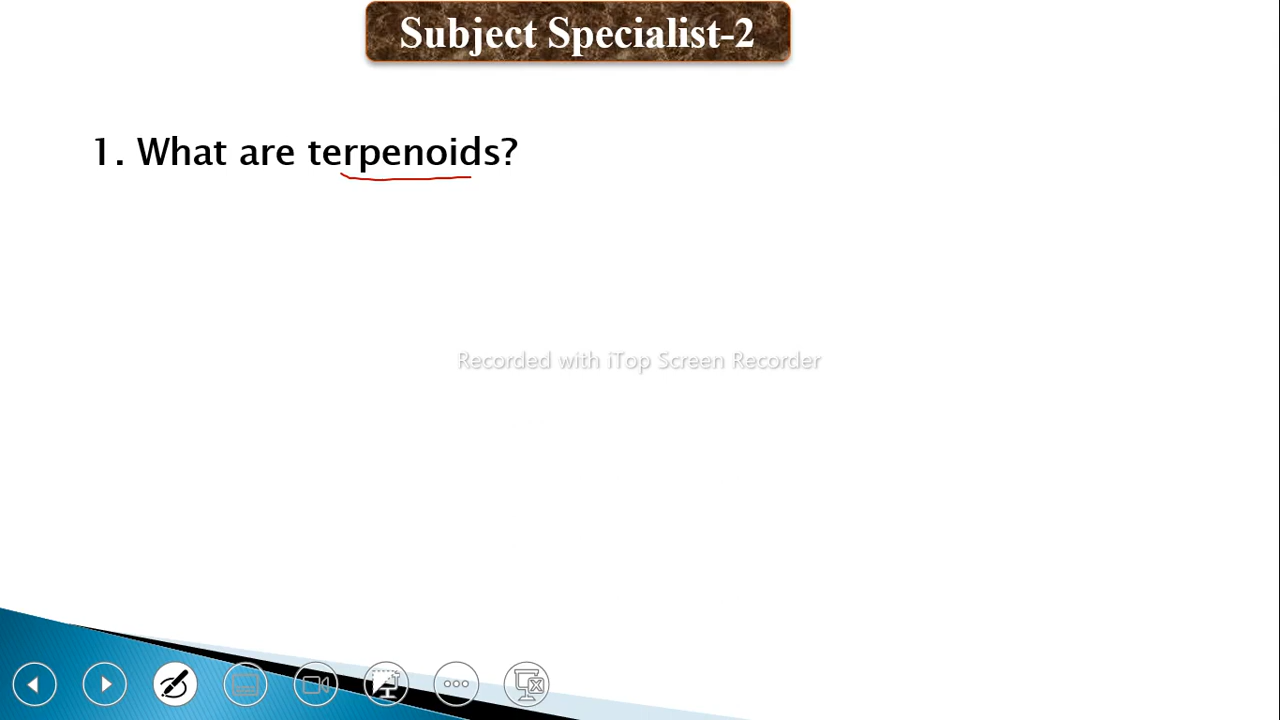 Subject Specialist-2
1. What are terpenoids?
Recorded with iTop Screen Recorder